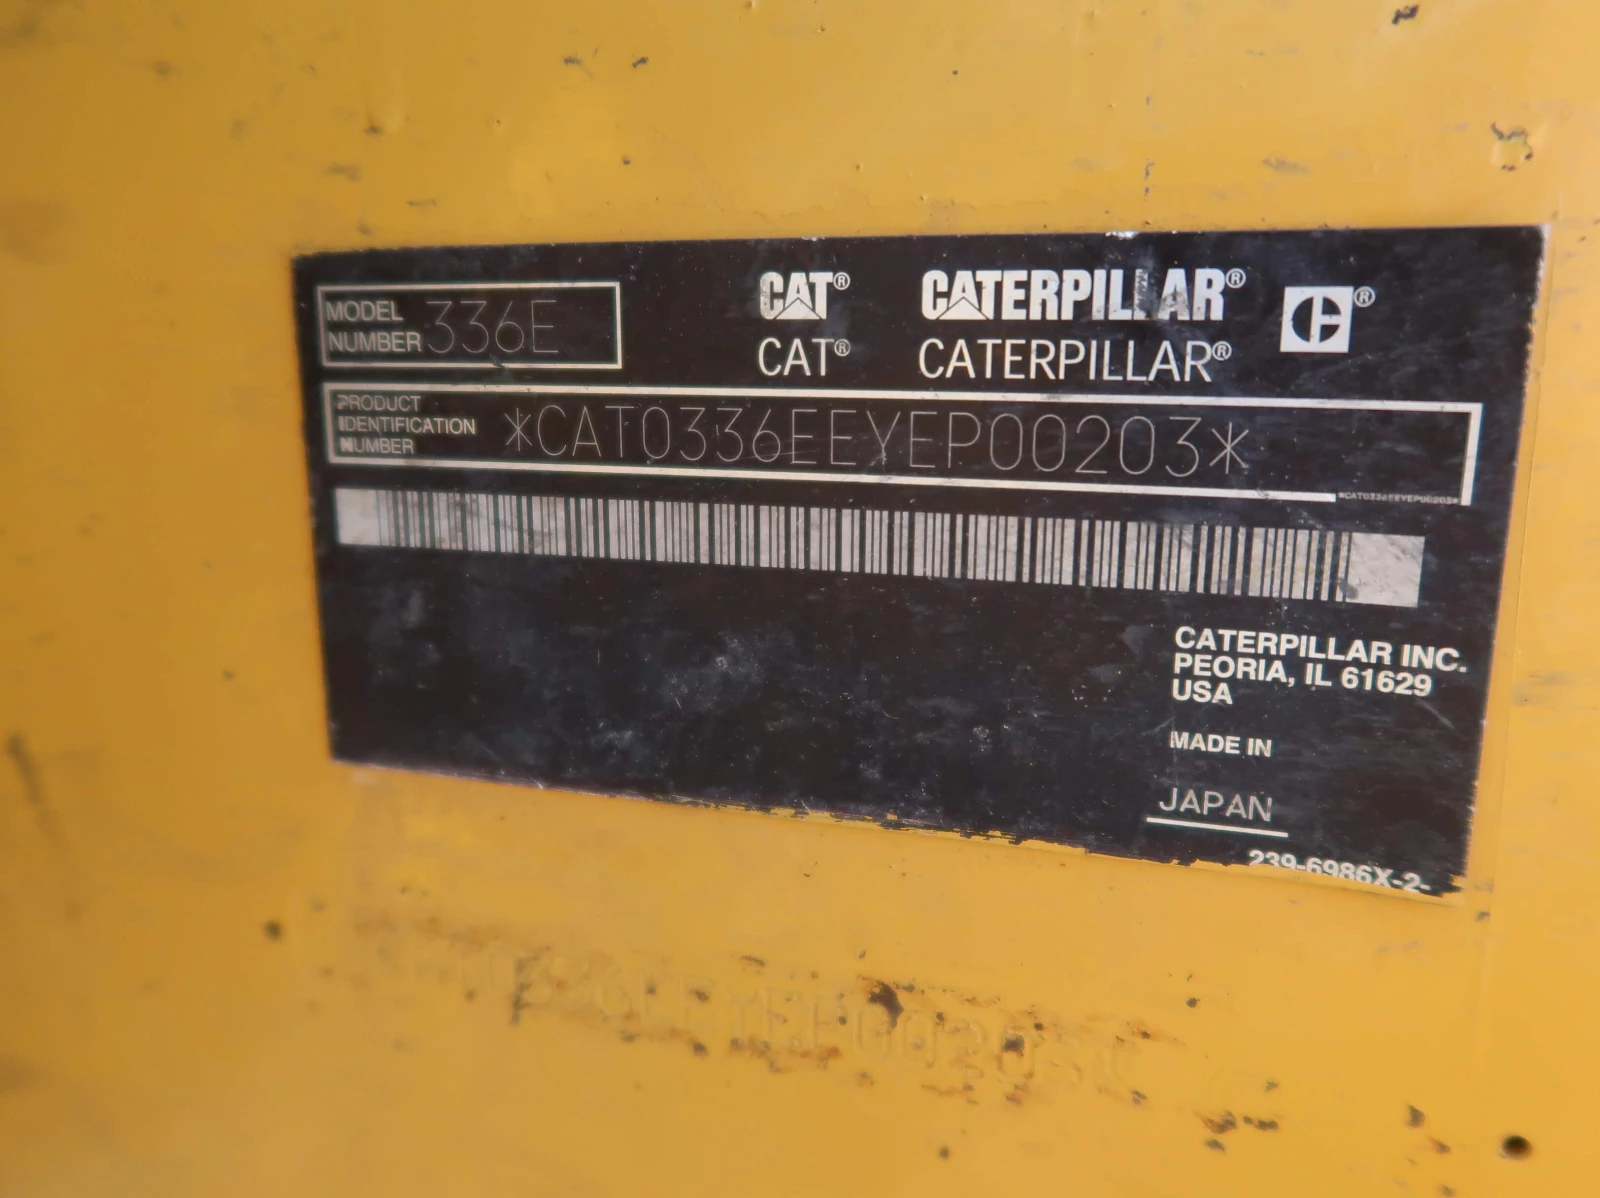 MODEL NUMBER 336E
CAT® CATERPILLAR® ®
CAT® CATERPILLAR®
PRODUCT
IDENTIFICATION
NUMBER
*CAT0336EEYEP00203*
*CAT0336EEYEP00203*
CATERPILLAR INC.
PEORIA, IL 61629
USA
MADE IN
JAPAN
239-6986X-2-